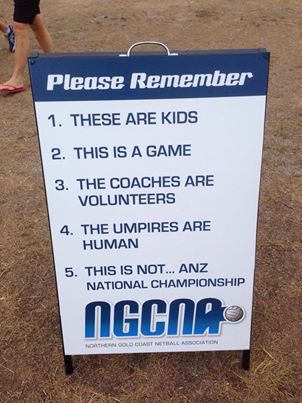 Please Remember
1. THESE ARE KIDS
2. THIS IS A GAME
3. THE COACHES ARE
VOLUNTEERS
4. THE UMPIRES ARE
HUMAN
5. THIS IS NOT... ANZ
NATIONAL CHAMPIONSHIP
NGCNA
NORTHERN GOLD COAST NETBALL ASSOCIATION